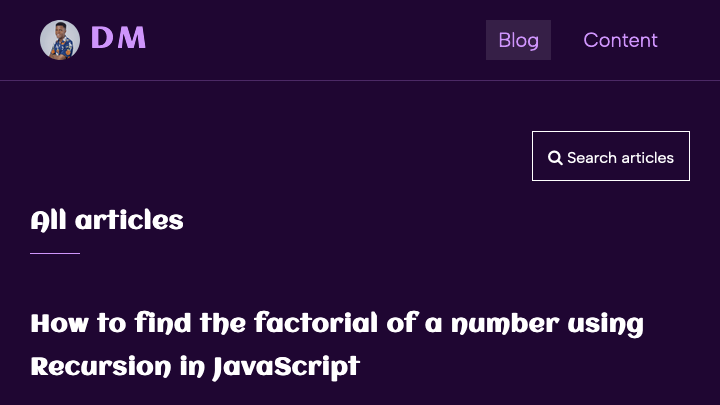 DM
Blog
Content
Search articles
All articles
How to find the factorial of a number using
Recursion in JavaScript